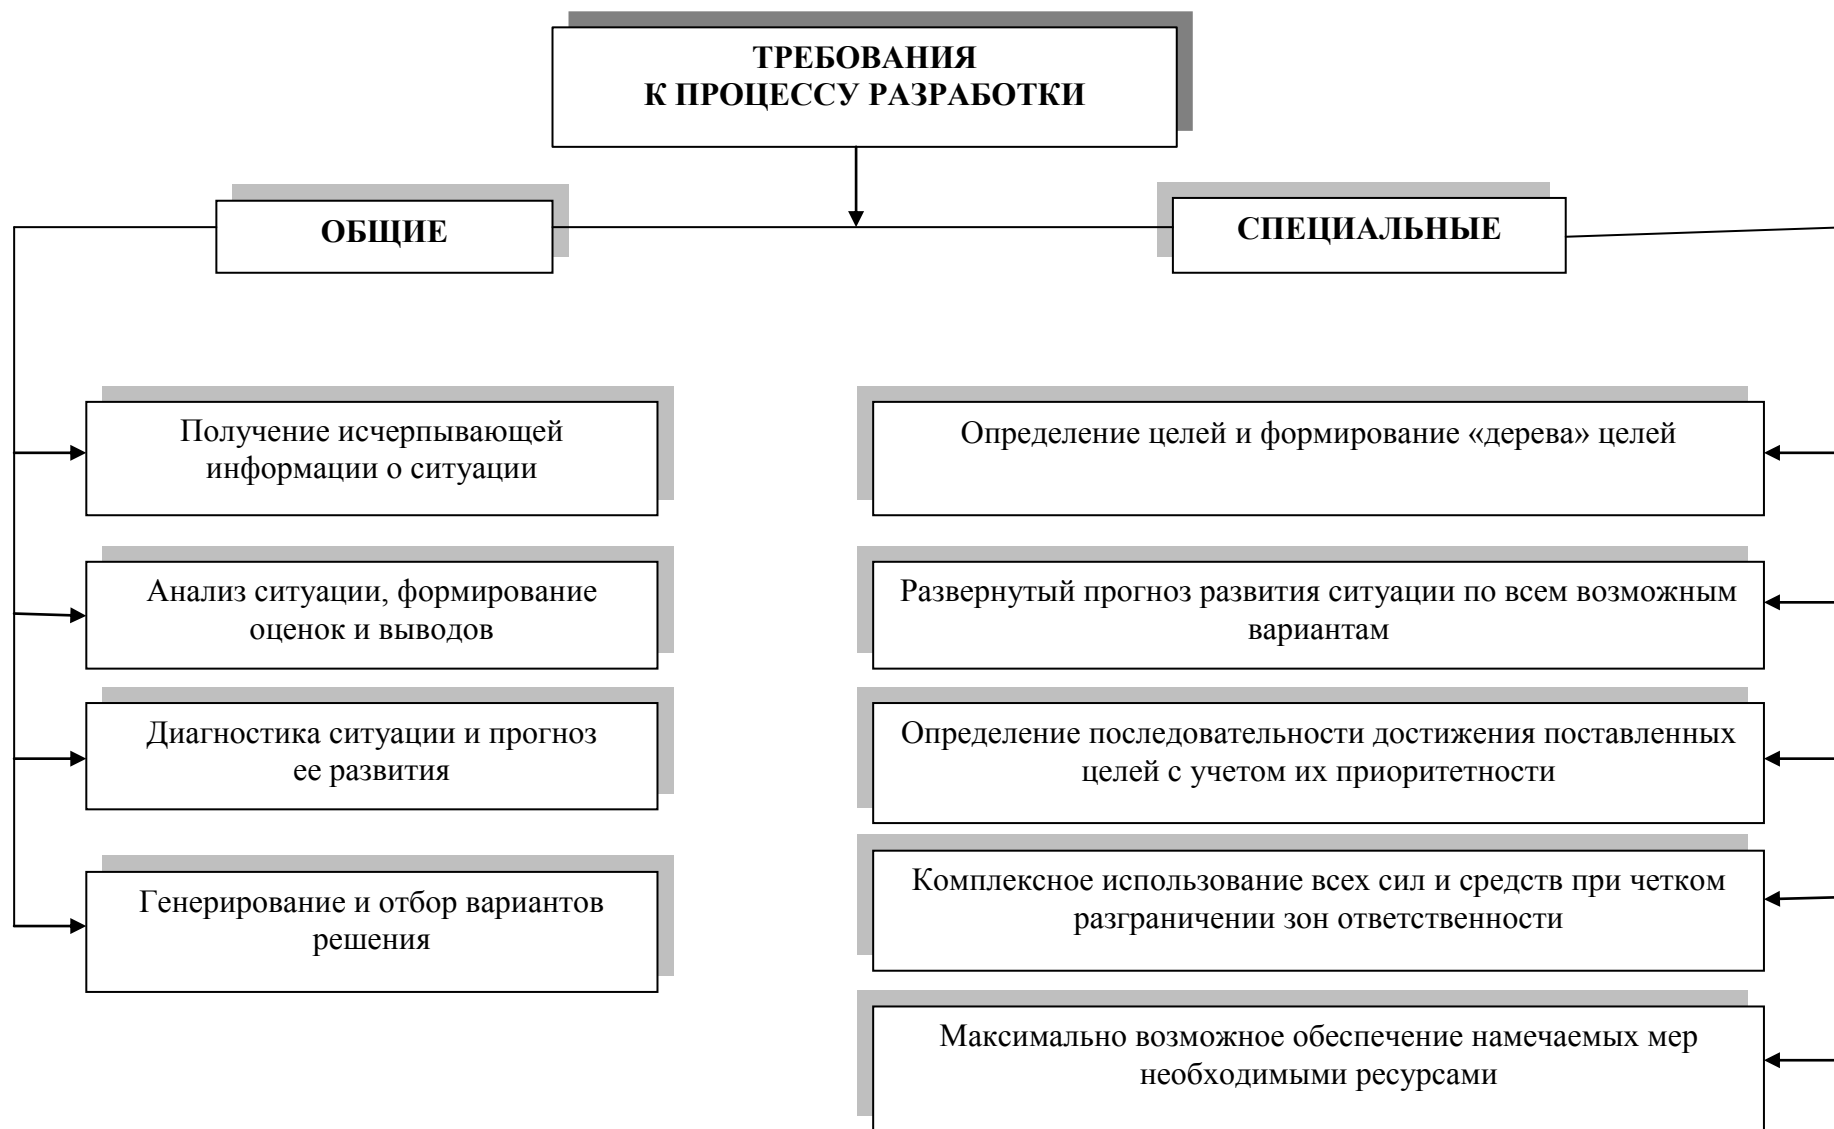 ТРЕБОВАНИЯ
К ПРОЦЕССУ РАЗРАБОТКИ
ОБЩИЕ
СПЕЦИАЛЬНЫЕ
Получение исчерпывающей
информации о ситуации
Анализ ситуации, формирование
оценок и выводов
Диагностика ситуации и прогноз
ее развития
Генерирование и отбор вариантов
решения
Определение целей и формирование «дерева» целей
Развернутый прогноз развития ситуации по всем возможным
вариантам
Определение последовательности достижения поставленных
целей с учетом их приоритетности
Комплексное использование всех сил и средств при четком
разграничении зон ответственности
Максимально возможное обеспечение намечаемых мер
необходимыми ресурсами